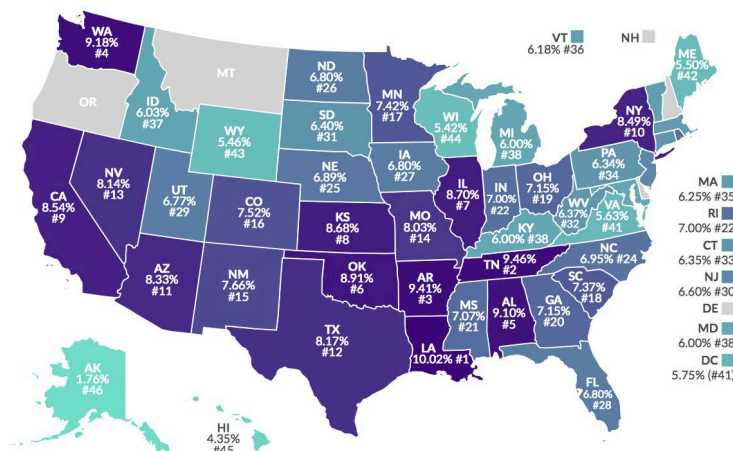 WA
9.18%
#4
OR
MT
ID
6.03%
#37
WY
5.46%
#43
ND
6.80%
#26
SD
6.40%
#31
NE
6.89%
#25
MN
7.42%
#17
IA
6.80%
#27
WI
5.42%
#44
MI
6.00%
#38
VT
6.18% #36
NH
ME
5.50%
#42
NY
8.49%
#10
CA
8.54%
#9
NV
8.14%
#13
UT
6.77%
#29
CO
7.52%
#16
KS
8.68%
#8
MO
8.03%
#14
IL
8.70%
#7
IN
7.00%
#22
OH
7.15%
#19
PA
6.34%
#34
WV
6.37%
#32
VA
5.63%
#41
KY
6.00% #38
MA
6.25% #35
RI
7.00% #22
CT
6.35% #33
NJ
6.60% #30
DE
MD
6.00% #38
DC
5.75% (#41)
AZ
8.33%
#11
NM
7.66%
#15
OK
8.91%
#6
AR
9.41%
#3
TN 9.46%
#2
NC
6.95% #24
SC
7.37%
#18
TX
8.17%
#12
LA
10.02% #1
MS
7.07%
#21
AL
9.10%
#5
GA
7.15%
#20
FL
6.80%
#28
AK
1.76%
#46
HI
4.35%
#45